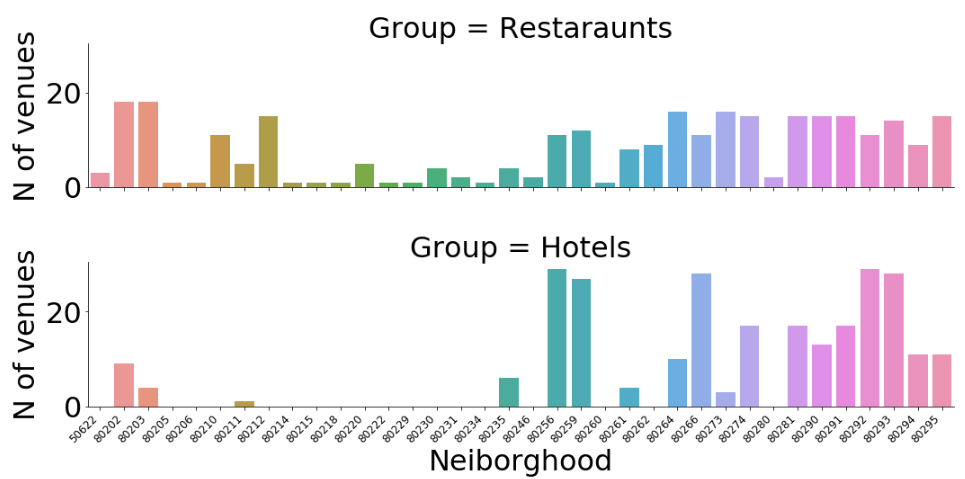 Group = Restaraunts
N of venues
20
0
Group = Hotels
N of venues
20
0
50622 80202 80203 80205 80206 80210 80211 80212 80214 80215 80218 80220 80222 80229 80230 80231 80234 80235 80246 80256 80259 80260 80261 80262 80264 80266 80273 80274 80280 80281 80290 80291 80292 80293 80294 80295
Neiborghood